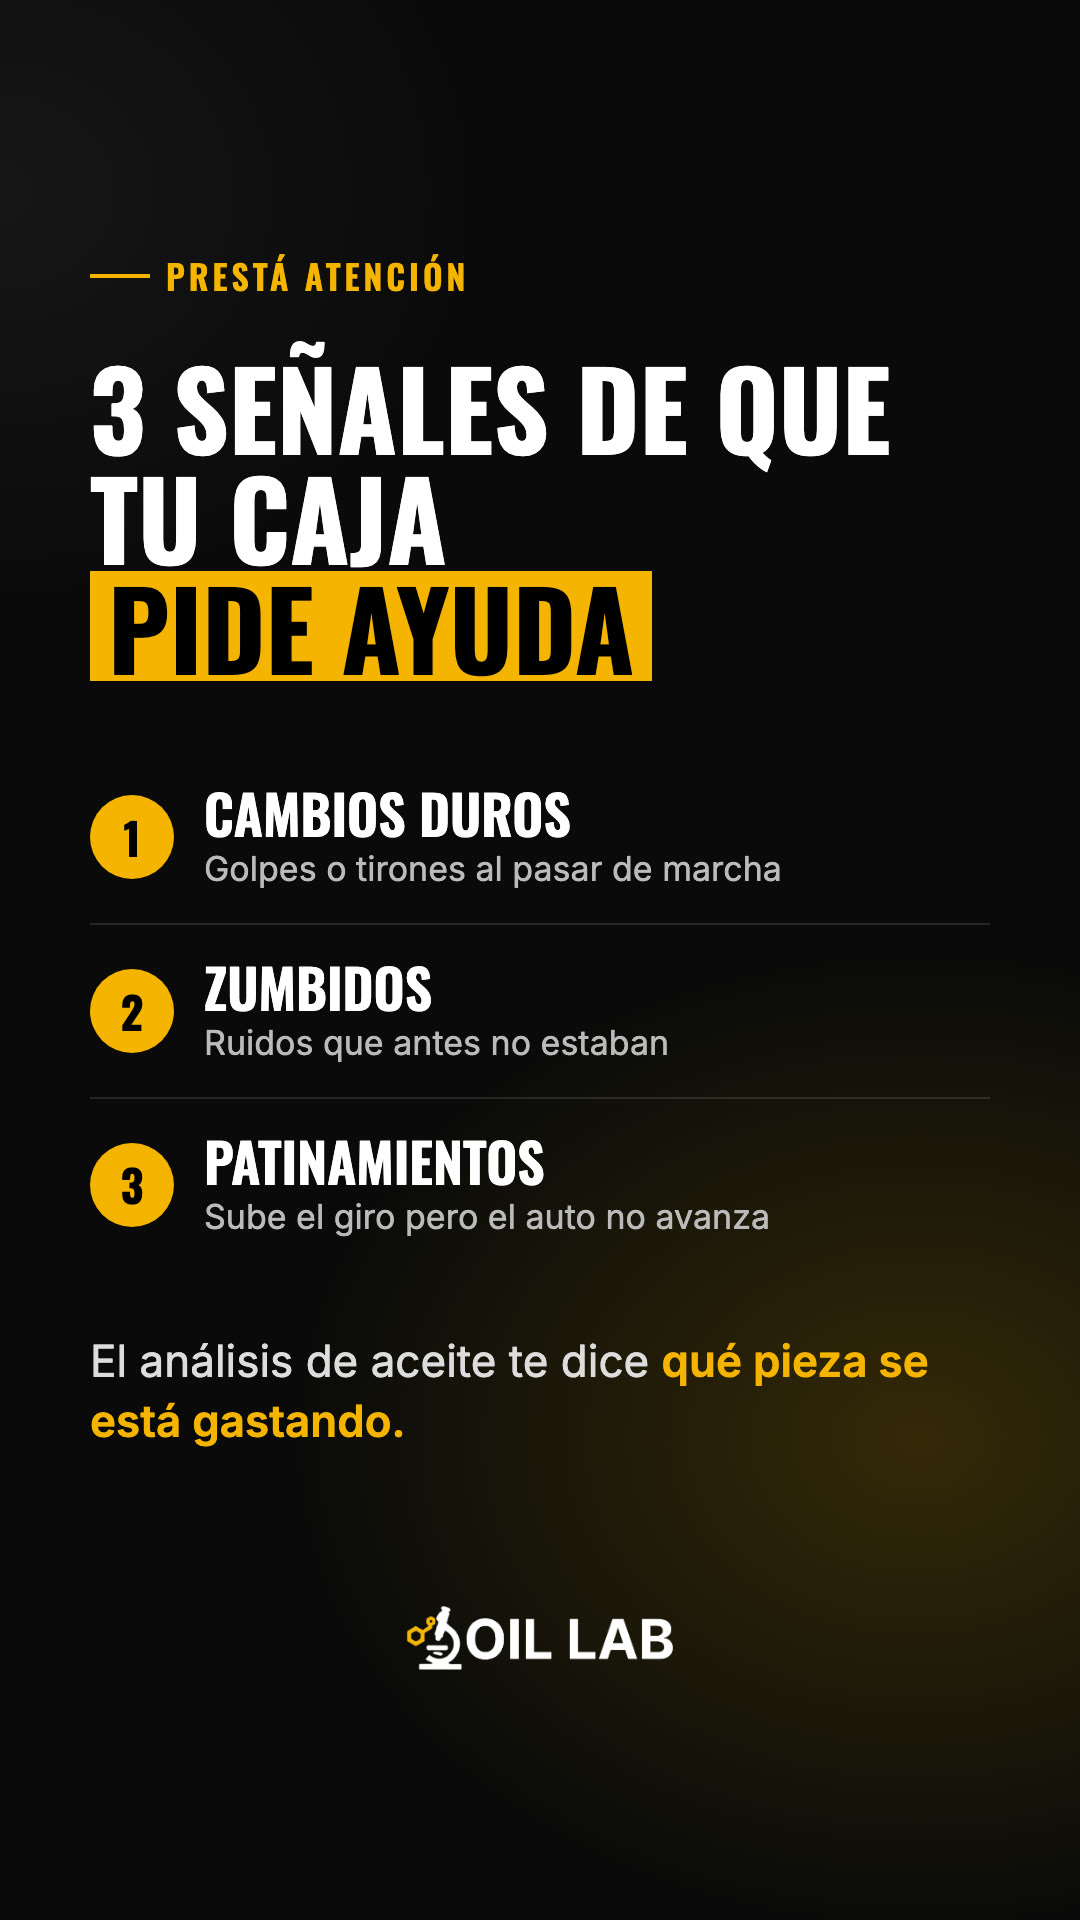 PRESTÁ ATENCIÓN
3 SEÑALES DE QUE
TU CAJA
PIDE AYUDA
1
CAMBIOS DUROS
Golpes o tirones al pasar de marcha
2
ZUMBIDOS
Ruidos que antes no estaban
3
PATINAMIENTOS
Sube el giro pero el auto no avanza
El análisis de aceite te dice qué pieza se
está gastando.
OIL LAB